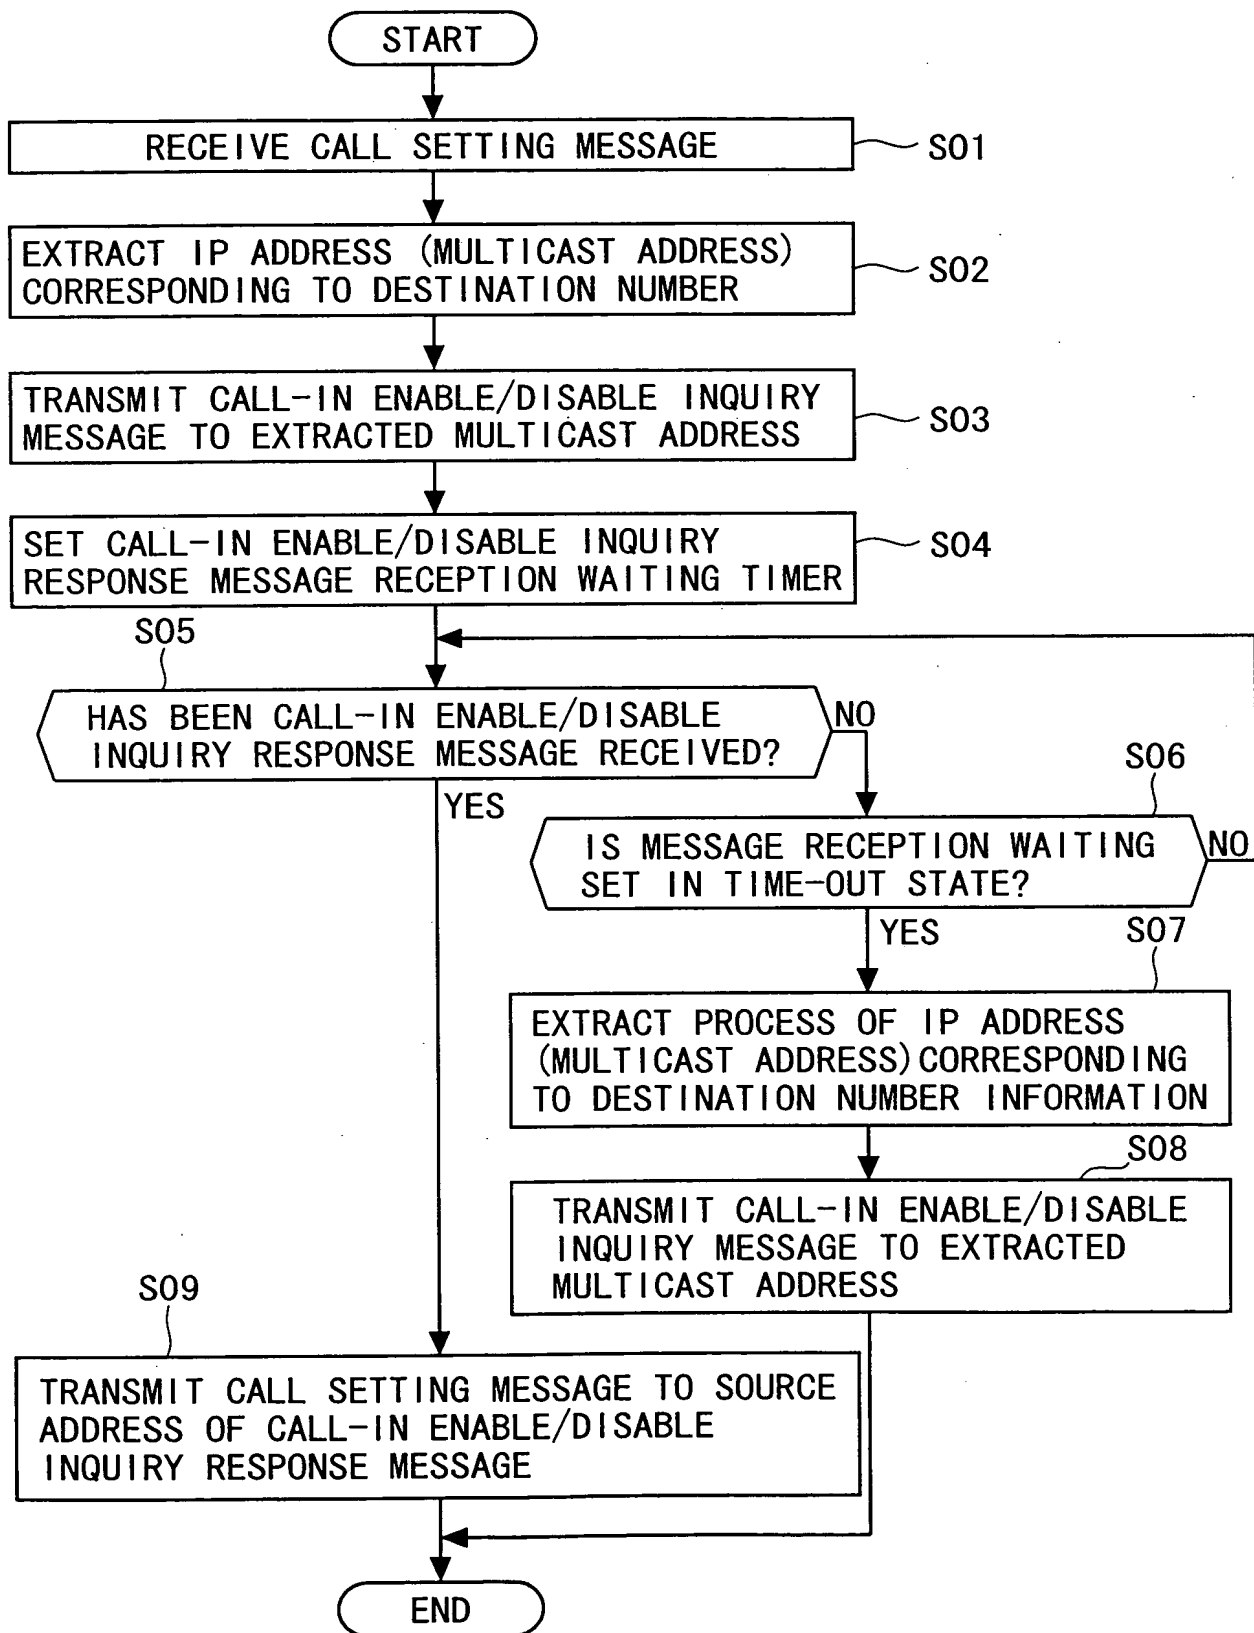 START
RECEIVE CALL SETTING MESSAGE
S01
EXTRACT IP ADDRESS (MULTICAST ADDRESS)
CORRESPONDING TO DESTINATION NUMBER
S02
TRANSMIT CALL-IN ENABLE/DISABLE INQUIRY
MESSAGE TO EXTRACTED MULTICAST ADDRESS
S03
SET CALL-IN ENABLE/DISABLE INQUIRY
RESPONSE MESSAGE RECEPTION WAITING TIMER
S04
S05
HAS BEEN CALL-IN ENABLE/DISABLE
INQUIRY RESPONSE MESSAGE RECEIVED?
NO
YES
S06
IS MESSAGE RECEPTION WAITING
SET IN TIME-OUT STATE?
NO
YES
S07
EXTRACT PROCESS OF IP ADDRESS
(MULTICAST ADDRESS)CORRESPONDING
TO DESTINATION NUMBER INFORMATION
S08
TRANSMIT CALL-IN ENABLE/DISABLE
INQUIRY MESSAGE TO EXTRACTED
MULTICAST ADDRESS
S09
TRANSMIT CALL SETTING MESSAGE TO SOURCE
ADDRESS OF CALL-IN ENABLE/DISABLE
INQUIRY RESPONSE MESSAGE
END